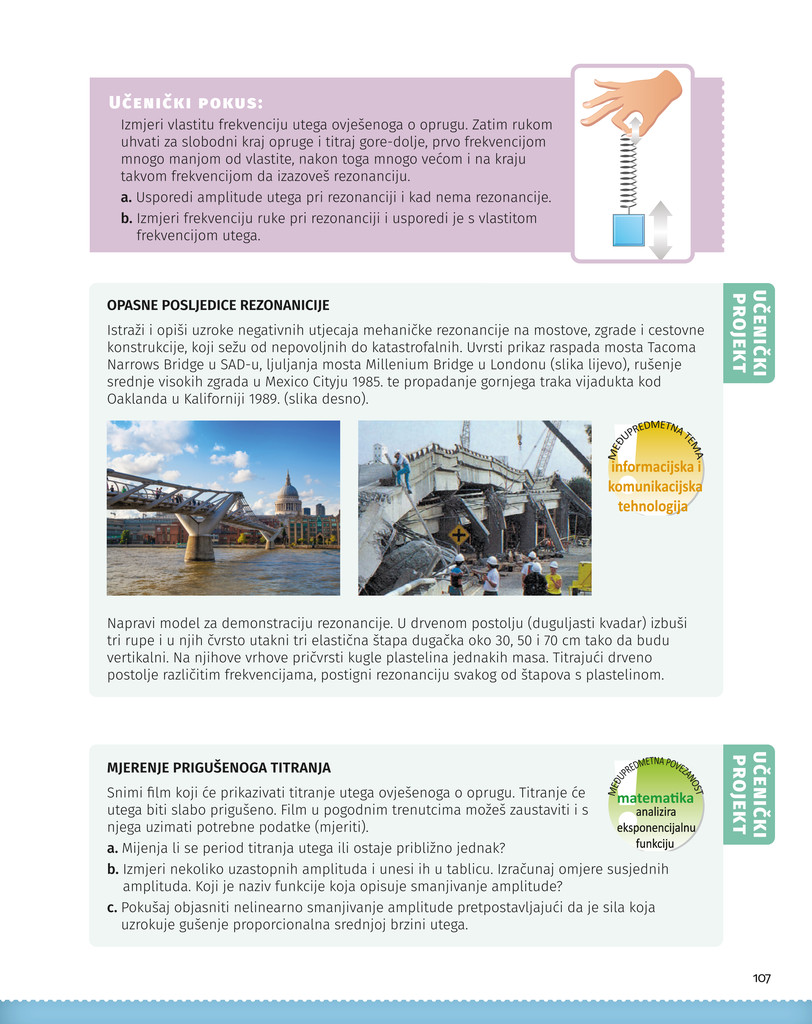 UČENIČKI POKUS:
Izmjeri vlastitu frekvenciju utega ovješenoga o oprugu. Zatim rukom
uhvati za slobodni kraj opruge i titraj gore-dolje, prvo frekvencijom
mnogo manjom od vlastite, nakon toga mnogo većom i na kraju
takvom frekvencijom da izazoveš rezonanciju.
a. Usporedi amplitude utega pri rezonanciji i kad nema rezonancije.
b. Izmjeri frekvenciju ruke pri rezonanciji i usporedi je s vlastitom
frekvencijom utega.
OPASNE POSLJEDICE REZONANICIJE
Istraži i opiši uzroke negativnih utjecaja mehaničke rezonancije na mostove, zgrade i cestovne
konstrukcije, koji sežu od nepovoljnih do katastrofalnih. Uvrsti prikaz raspada mosta Tacoma
Narrows Bridge u SAD-u, ljuljanja mosta Millenium Bridge u Londonu (slika lijevo), rušenje
srednje visokih zgrada u Mexico Cityju 1985. te propadanje gornjega traka vijadukta kod
Oaklanda u Kaliforniji 1989. (slika desno).
UČENIČKI
PROJEKT
MEĐUPREDMETNA TEMA
informacijska i
komunikacijska
tehnologija
Napravi model za demonstraciju rezonancije. U drvenom postolju (duguljasti kvadar) izbuši
tri rupe i u njih čvrsto utakni tri elastična štapa dugačka oko 30, 50 i 70 cm tako da budu
vertikalni. Na njihove vrhove pričvrsti kugle plastelina jednakih masa. Titrajući drveno
postolje različitim frekvencijama, postigni rezonanciju svakog od štapova s plastelinom.
MJERENJE PRIGUŠENOGA TITRANJA
Snimi film koji će prikazivati titranje utega ovješenoga o oprugu. Titranje će
utega biti slabo prigušeno. Film u pogodnim trenutcima možeš zaustaviti i s
njega uzimati potrebne podatke (mjeriti).
a. Mijenja li se period titranja utega ili ostaje približno jednak?
b. Izmjeri nekoliko uzastopnih amplituda i unesi ih u tablicu. Izračunaj omjere susjednih
amplituda. Koji je naziv funkcije koja opisuje smanjivanje amplitude?
c. Pokušaj objasniti nelinearno smanjivanje amplitude pretpostavljajući da je sila koja
uzrokuje gušenje proporcionalna srednjoj brzini utega.
MEĐUPREDMETNA POVEZANOST
matematika
analizira
eksponencijalnu
funkciju
UČENIČKI
PROJEKT
107